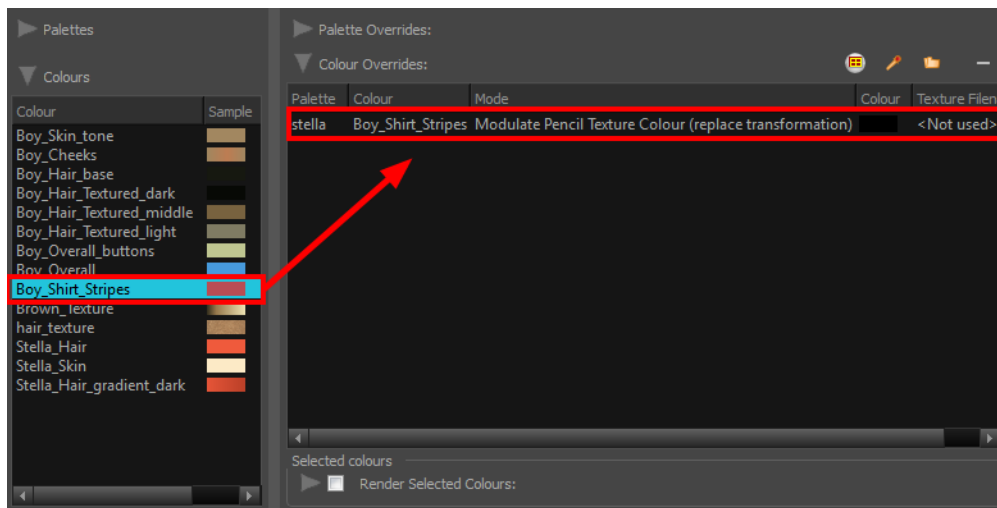 Palettes
Colours
Colour Sample
Boy_Skin_tone
Boy_Cheeks
Boy_Hair_base
Boy_Hair_Textured_dark
Boy_Hair_Textured_middle
Boy_Hair_Textured_light
Boy_Overall_buttons
Boy_Overall
Boy_Shirt_Stripes
Brown_Texture
hair_texture
Stella_Hair
Stella_Skin
Stella_Hair_gradient_dark
Palette Overrides:
Colour Overrides:
Palette Colour Mode Colour Texture Filen
stella Boy_Shirt_Stripes Modulate Pencil Texture Colour (replace transformation) <Not used>
Selected colours
Render Selected Colours: